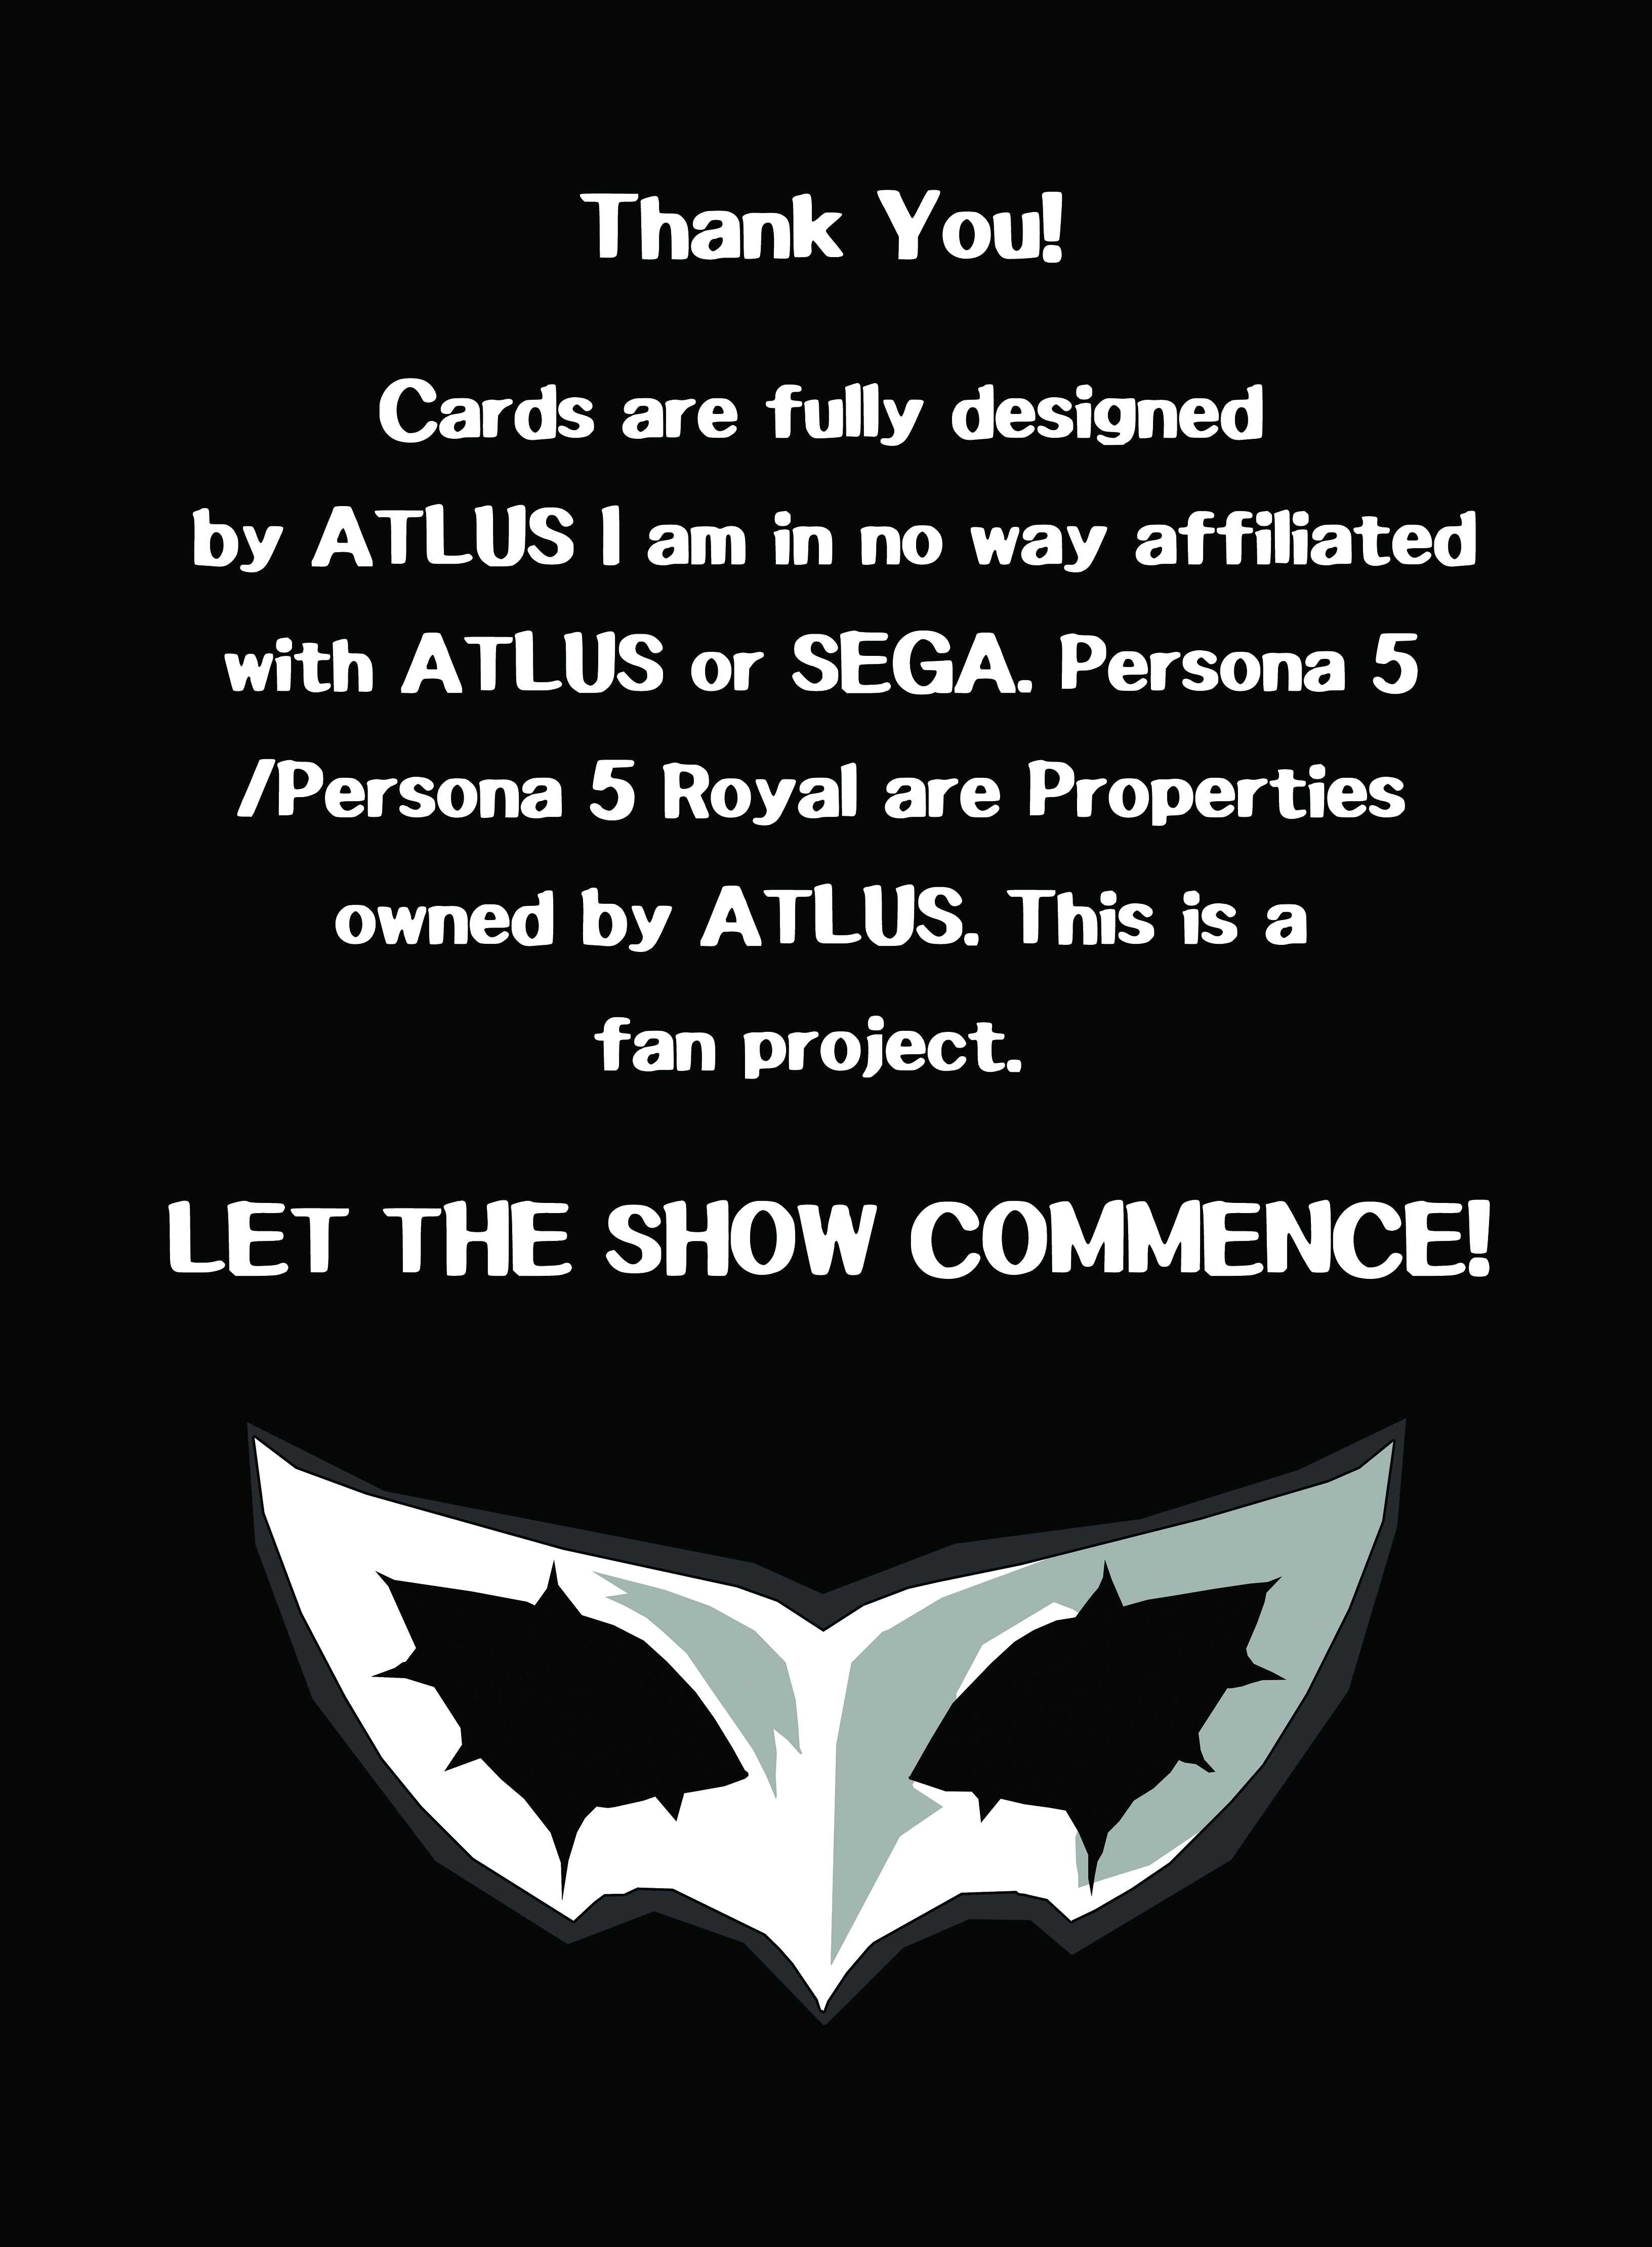 Thank You!
Cards are fully designed
by ATLUS I am in no way affiliated
with ATLUS or SEGA. Persona 5
/Persona 5 Royal are Properties
owned by ATLUS. This is a
fan project.
LET THE SHOW COMMENCE!